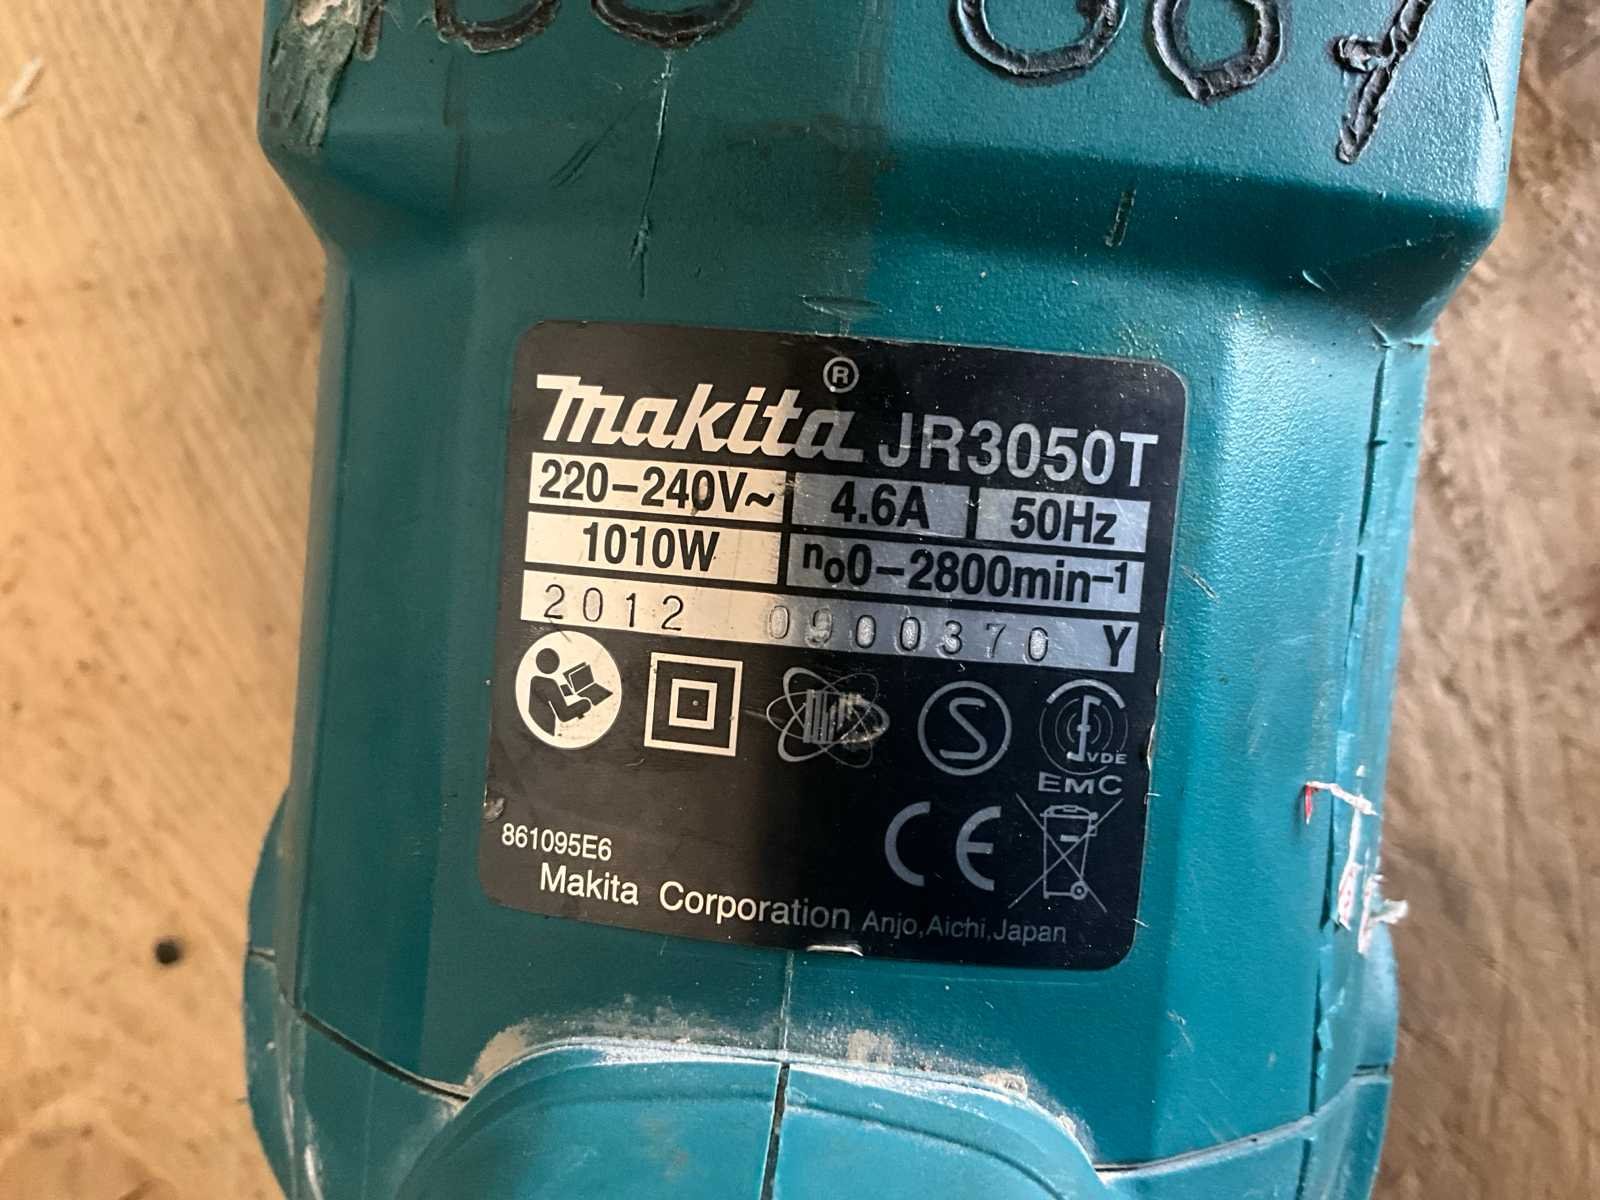 makita® JR3050T
220–240V~ 4.6A 50Hz
1010W n₀0–2800min⁻¹
2012 0900370 Y
S
VDE
EMC
CE
861095E6
Makita Corporation Anjo,Aichi,Japan